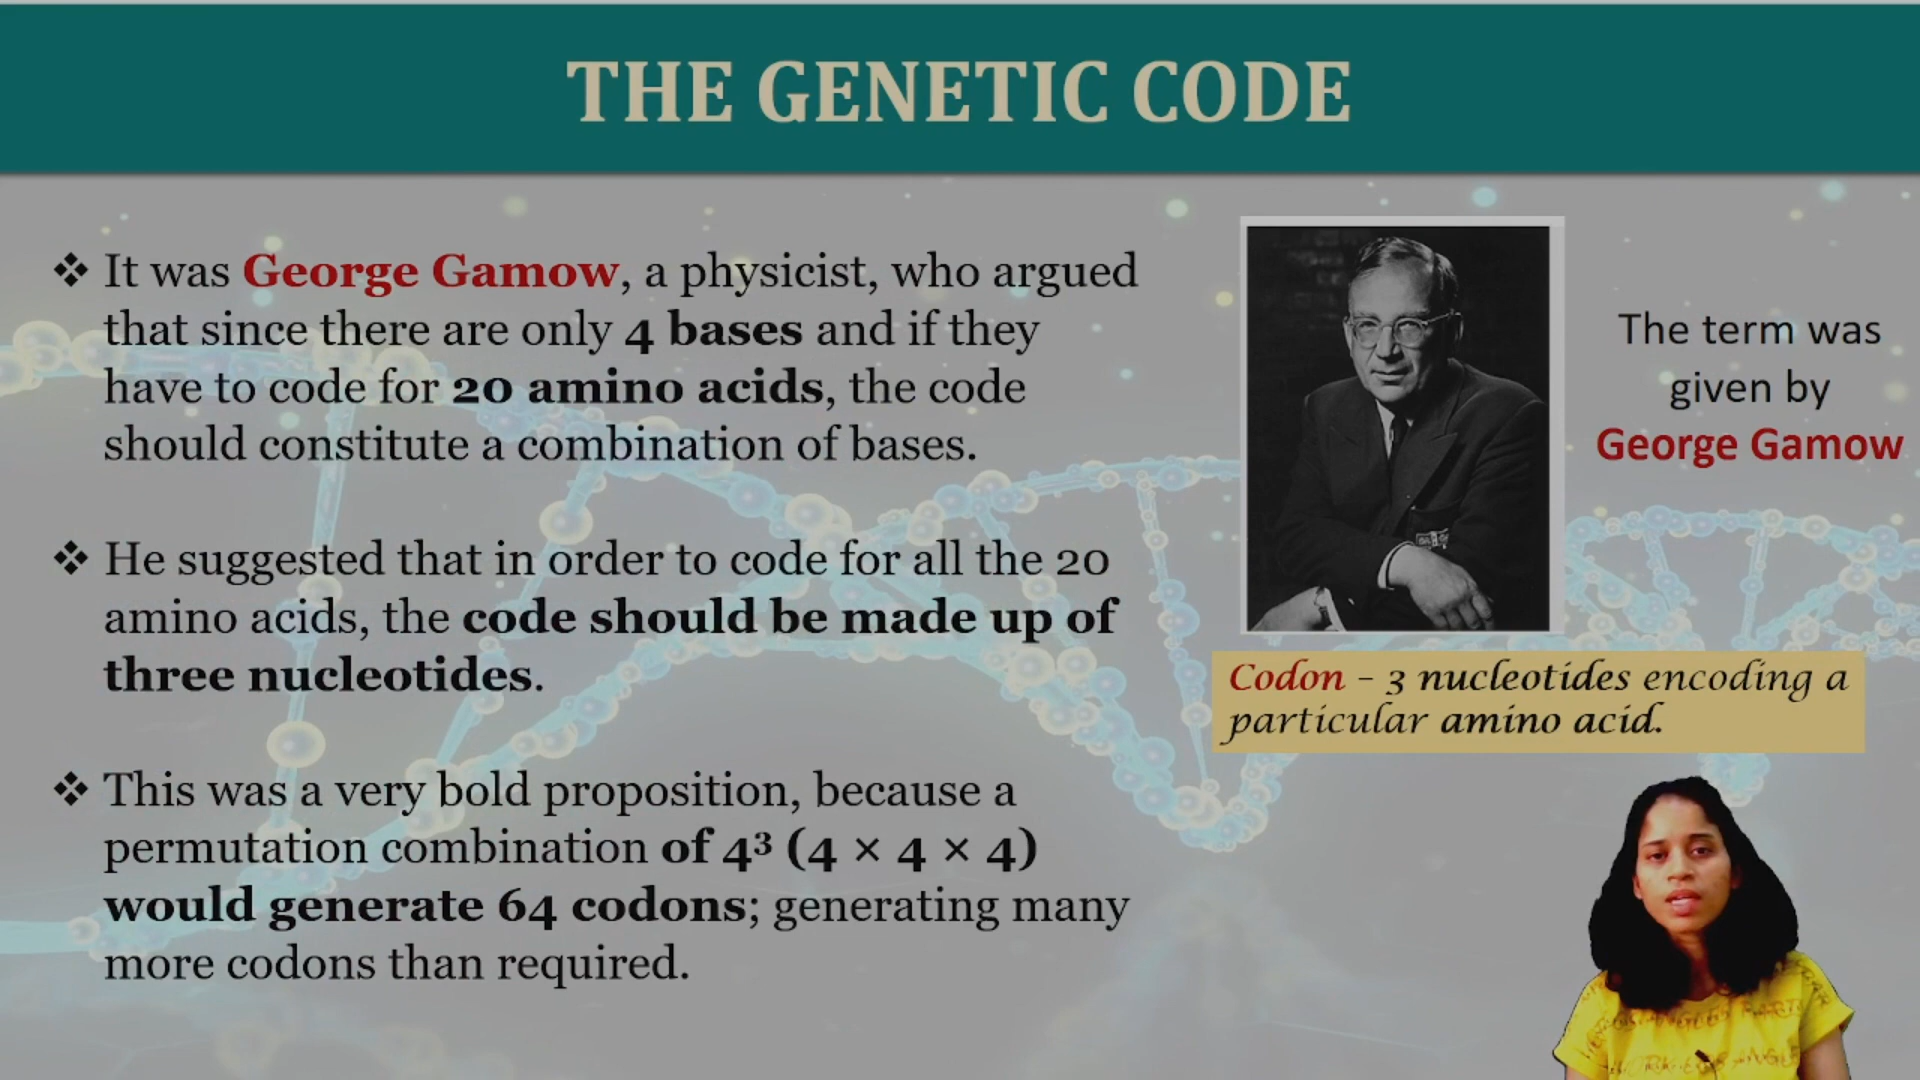 THE GENETIC CODE
❖ It was George Gamow, a physicist, who argued
that since there are only 4 bases and if they
have to code for 20 amino acids, the code
should constitute a combination of bases.
❖ He suggested that in order to code for all the 20
amino acids, the code should be made up of
three nucleotides.
❖ This was a very bold proposition, because a
permutation combination of 4³ (4 × 4 × 4)
would generate 64 codons; generating many
more codons than required.
The term was
given by
George Gamow
Codon – 3 nucleotides encoding a
particular amino acid.